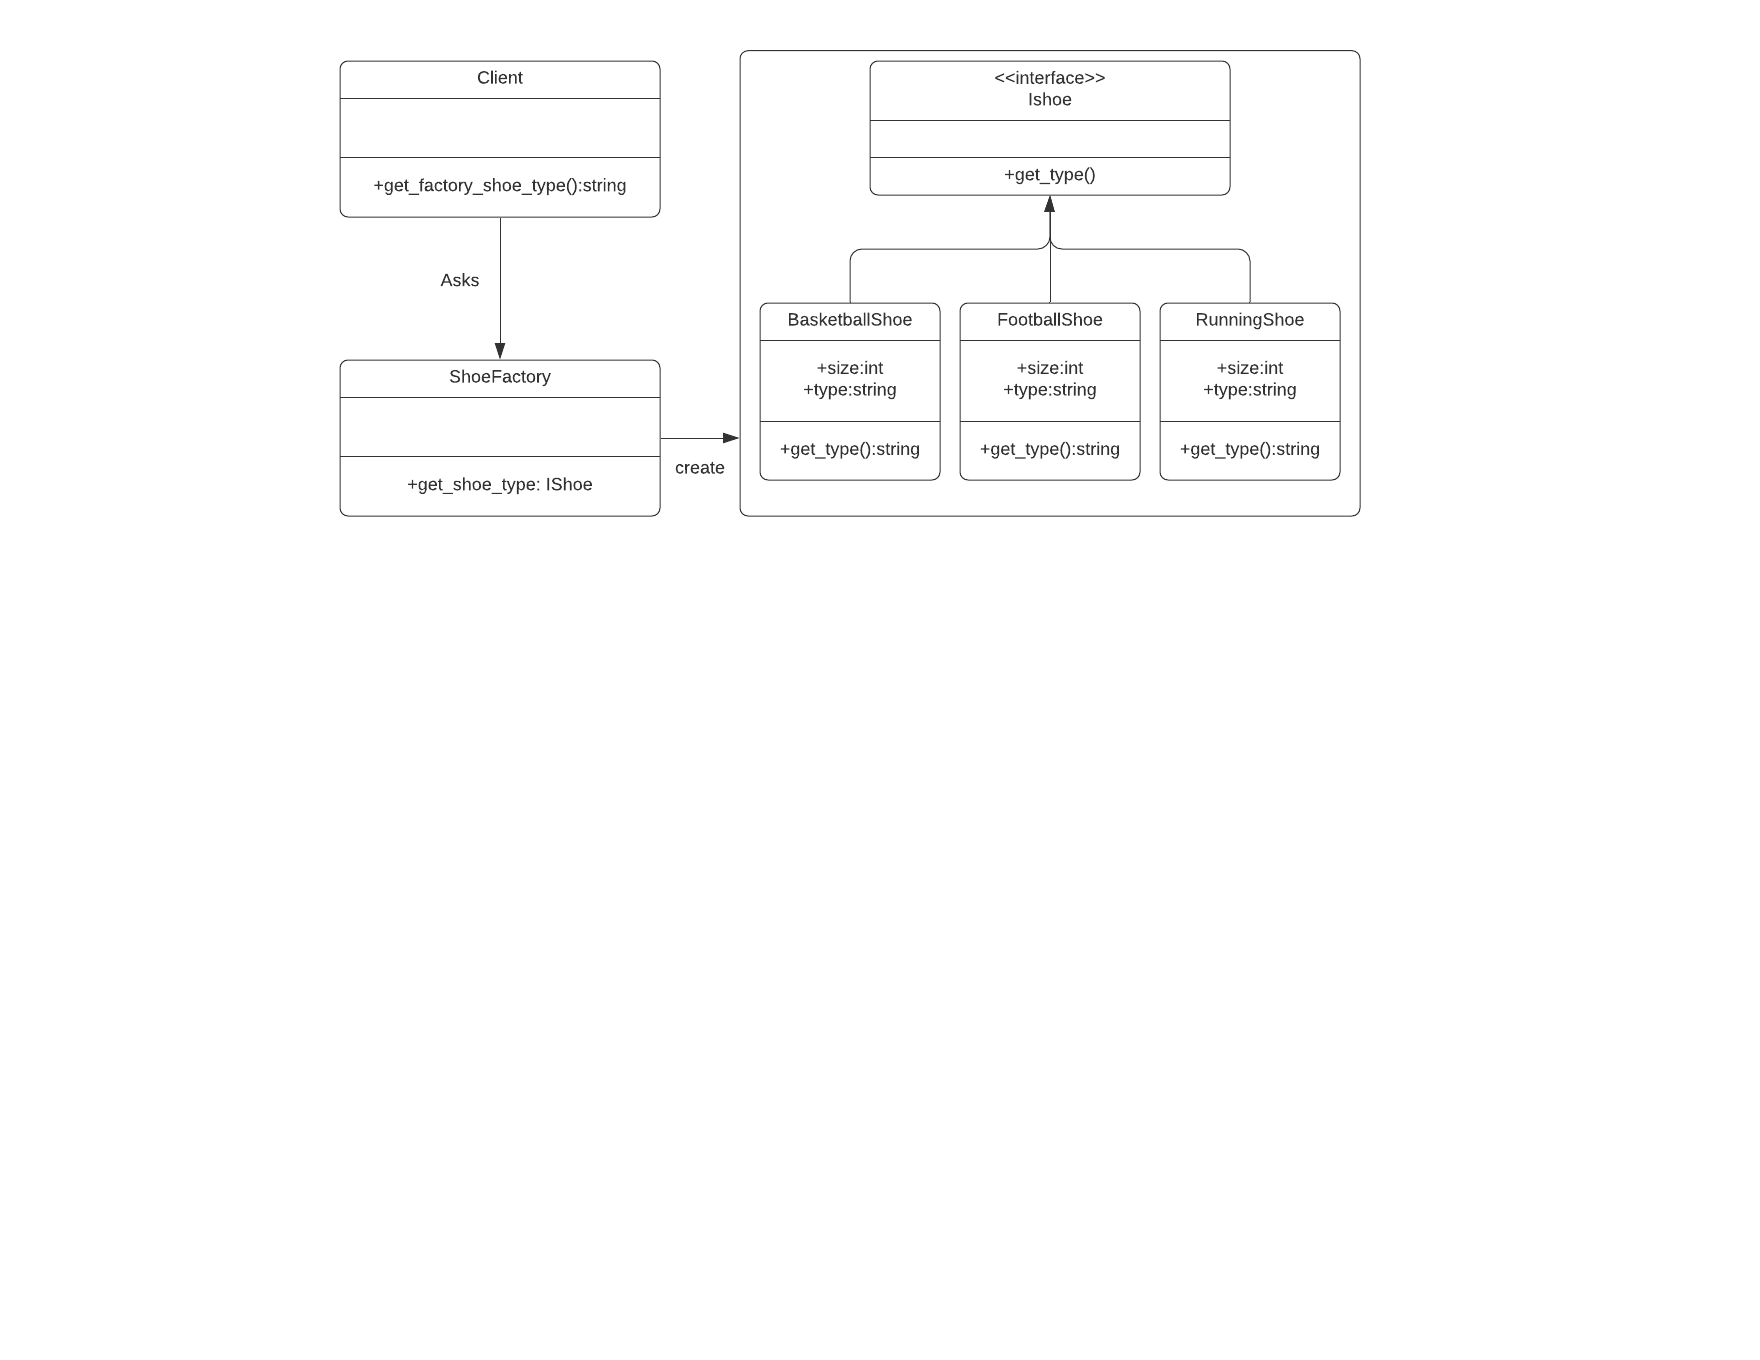 Client
+get_factory_shoe_type():string
Asks
ShoeFactory
+get_shoe_type: IShoe
create
<<interface>>
Ishoe
+get_type()
BasketballShoe
+size:int
+type:string
+get_type():string
FootballShoe
+size:int
+type:string
+get_type():string
RunningShoe
+size:int
+type:string
+get_type():string